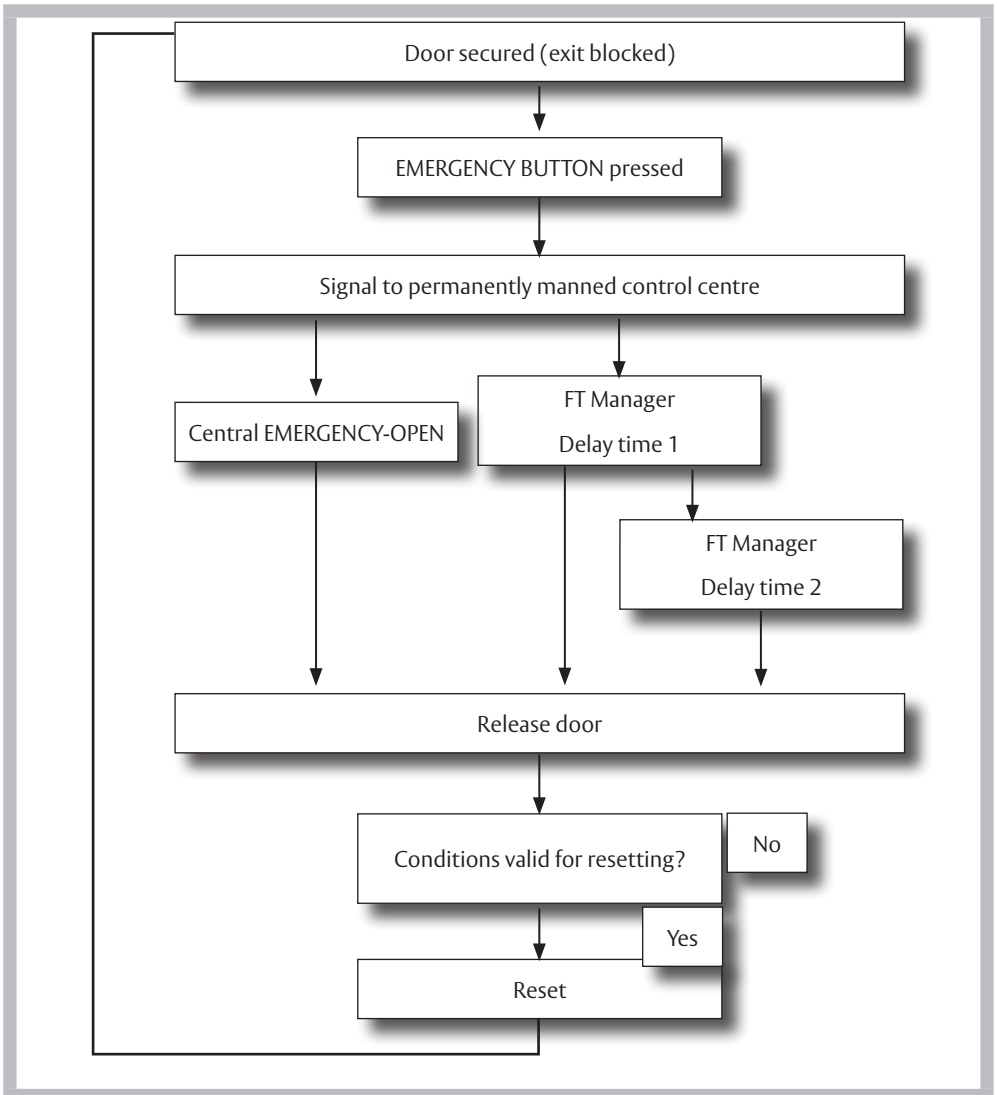 Door secured (exit blocked)
EMERGENCY BUTTON pressed
Signal to permanently manned control centre
Central EMERGENCY-OPEN
FT Manager
Delay time 1
FT Manager
Delay time 2
Release door
Conditions valid for resetting?
No
Yes
Reset